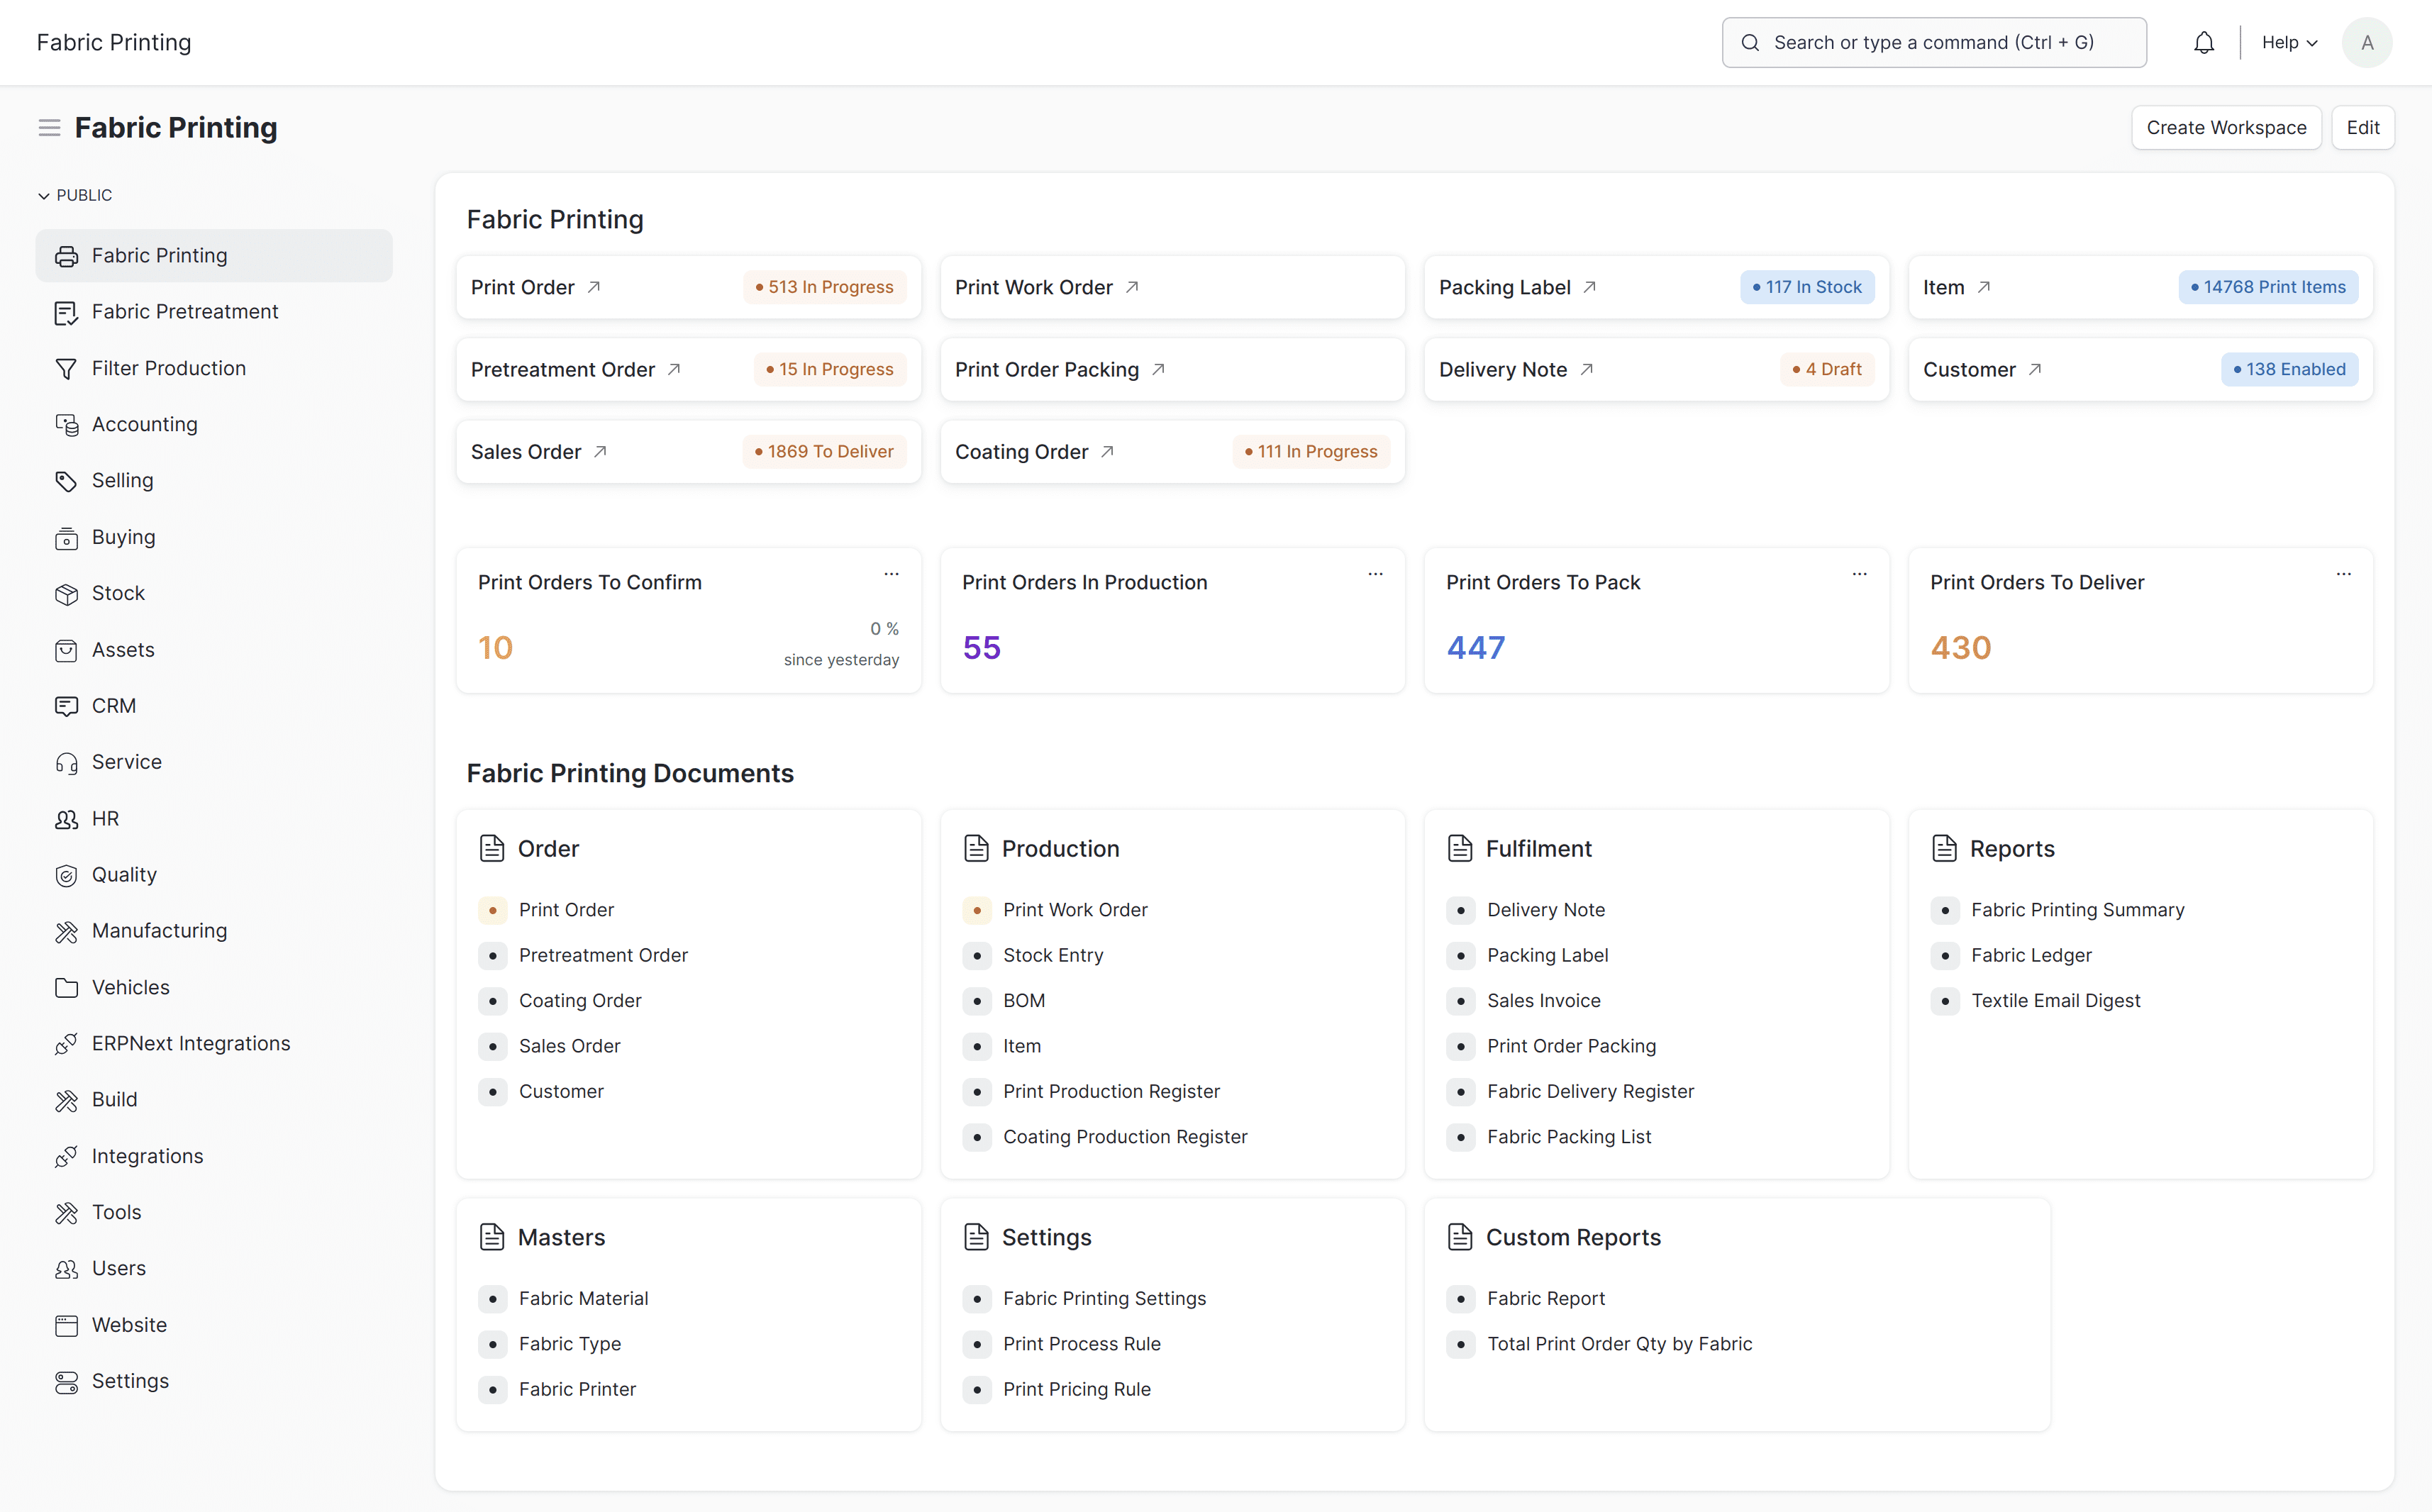 Fabric Printing
Search or type a command (Ctrl + G)
Help
A
Fabric Printing
Create Workspace
Edit
PUBLIC
Fabric Printing
Fabric Pretreatment
Filter Production
Accounting
Selling
Buying
Stock
Assets
CRM
Service
HR
Quality
Manufacturing
Vehicles
ERPNext Integrations
Build
Integrations
Tools
Users
Website
Settings
Fabric Printing
Print Order
513 In Progress
Print Work Order
Packing Label
117 In Stock
Item
14768 Print Items
Pretreatment Order
15 In Progress
Print Order Packing
Delivery Note
4 Draft
Customer
138 Enabled
Sales Order
1869 To Deliver
Coating Order
111 In Progress
Print Orders To Confirm
10
0 %
since yesterday
Print Orders In Production
55
Print Orders To Pack
447
Print Orders To Deliver
430
Fabric Printing Documents
Order
Print Order
Pretreatment Order
Coating Order
Sales Order
Customer
Production
Print Work Order
Stock Entry
BOM
Item
Print Production Register
Coating Production Register
Fulfilment
Delivery Note
Packing Label
Sales Invoice
Print Order Packing
Fabric Delivery Register
Fabric Packing List
Reports
Fabric Printing Summary
Fabric Ledger
Textile Email Digest
Masters
Fabric Material
Fabric Type
Fabric Printer
Settings
Fabric Printing Settings
Print Process Rule
Print Pricing Rule
Custom Reports
Fabric Report
Total Print Order Qty by Fabric